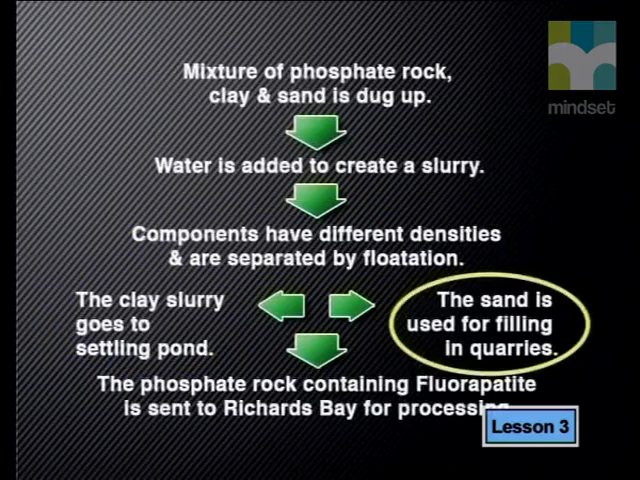 mindset
Mixture of phosphate rock,
clay & sand is dug up.
Water is added to create a slurry.
Components have different densities
& are separated by floatation.
The clay slurry
goes to
settling pond.
The sand is
used for filling
in quarries.
The phosphate rock containing Fluorapatite
is sent to Richards Bay for processing.
Lesson 3